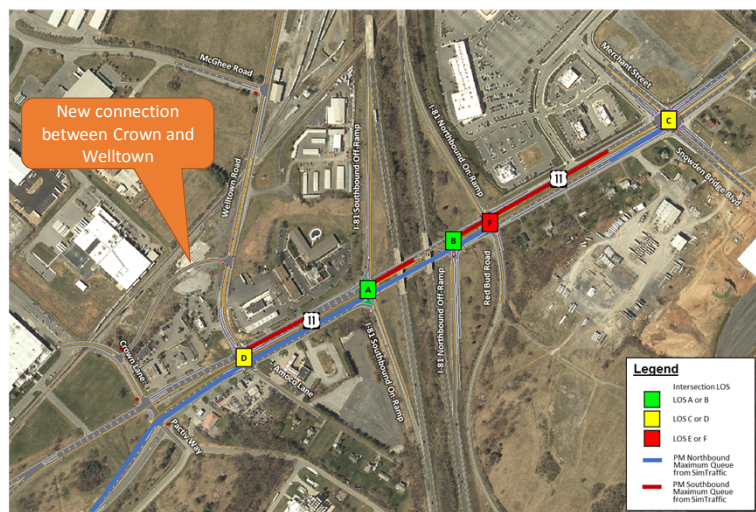 McGhee Road
New connection
between Crown and
Welltown
Welltown Road
I-81 Southbound Off-Ramp
I-81 Northbound On-Ramp
Merchant Street
C
Snowden Bridge Blvd
11
F
B
A
Red Bud Road
I-81 Northbound Off-Ramp
I-81 Southbound On-Ramp
11
D
Amoco Lane
Crown Lane
Pactiv Way
Legend
Intersection LOS
LOS A or B
LOS C or D
LOS E or F
PM Northbound
Maximum Queue
from SimTraffic
PM Southbound
Maximum Queue
from SimTraffic